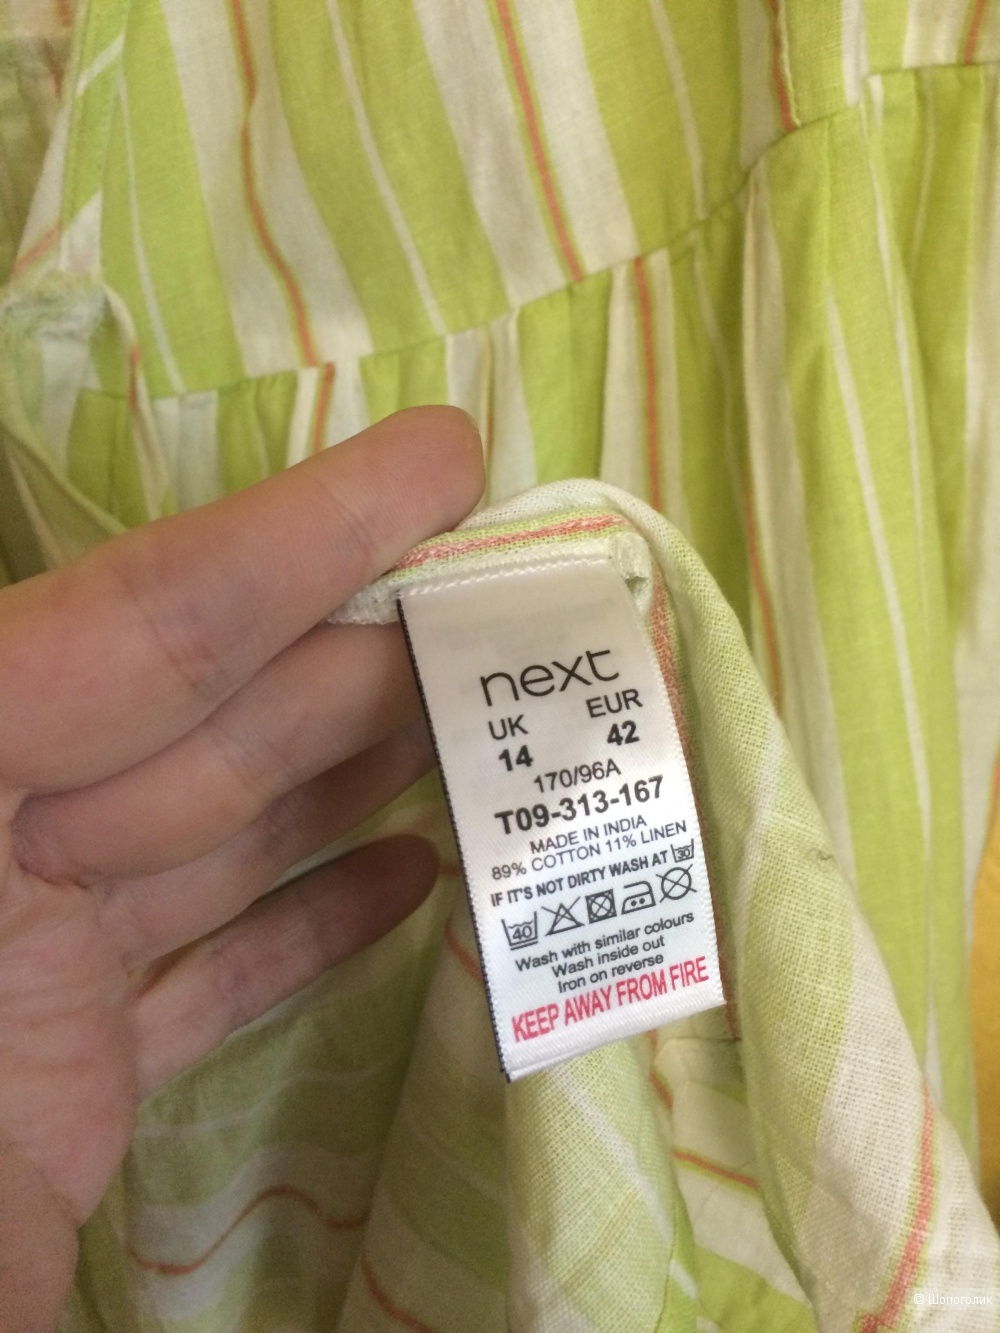 next
UK EUR
14 42
170/96A
T09-313-167
MADE IN INDIA
89% COTTON 11% LINEN
IF IT'S NOT DIRTY WASH AT 30
40
Wash with similar colours
Wash inside out
Iron on reverse
KEEP AWAY FROM FIRE
© Шопоголик